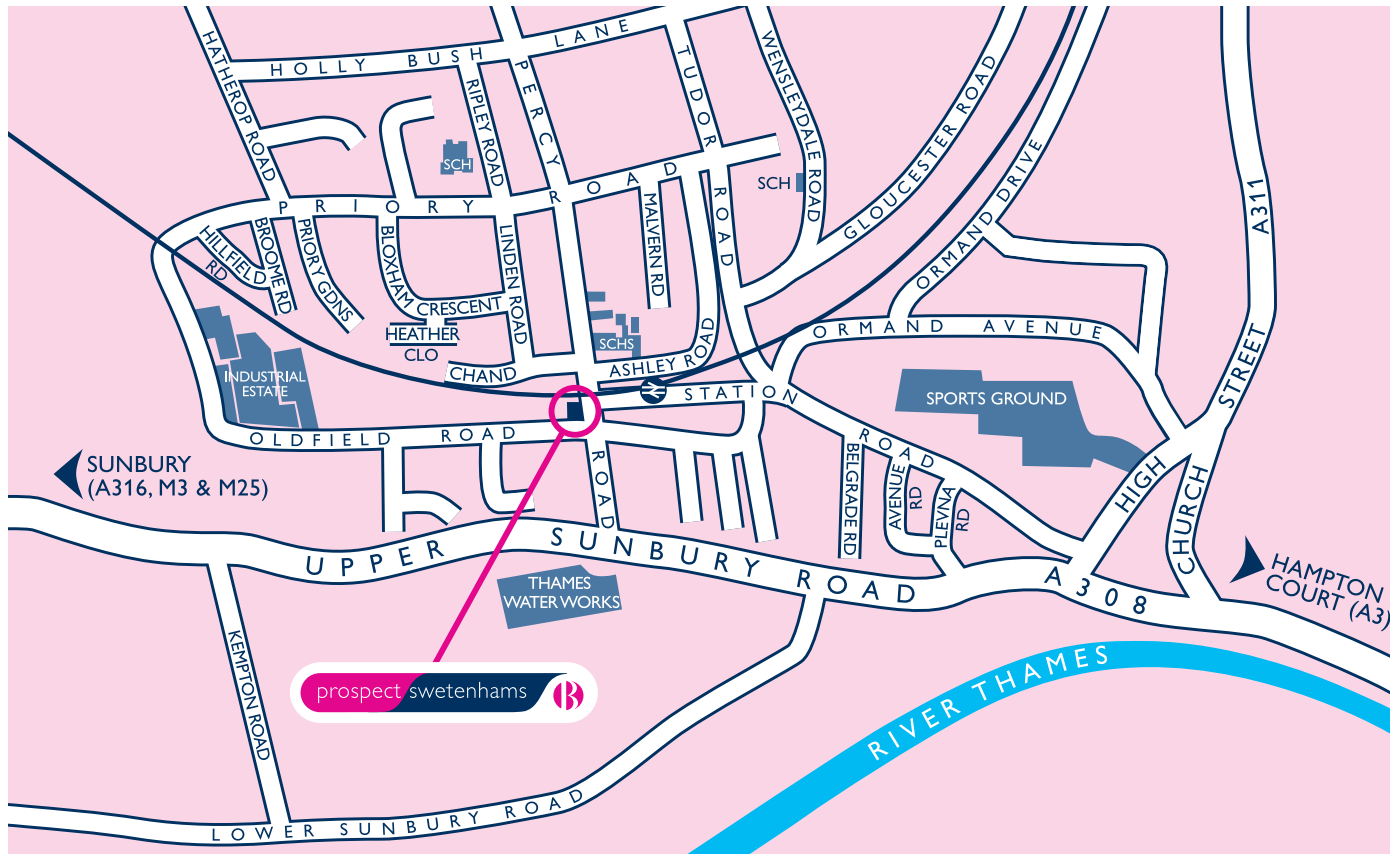 HOLLY BUSH LANE
HATHEROP ROAD
RIPLEY ROAD
PERCY ROAD
TUDOR ROAD
WENSLEYDALE ROAD
GLOUCESTER ROAD
ORMAND DRIVE
A311
SCH
SCH
PRIORY ROAD
HILLFIELD
RD
BROOME RD
PRIORY GDNS
BLOXHAM CRESCENT
LINDEN ROAD
MALVERN RD
HEATHER
CLO
CHAND
SCHS
ASHLEY ROAD
ORMAND AVENUE
INDUSTRIAL
ESTATE
STATION ROAD
SPORTS GROUND
HIGH STREET
OLDFIELD ROAD
BELGRADE RD
AVENUE
RD
PLEVNA
RD
CHURCH
SUNBURY
(A316, M3 & M25)
UPPER SUNBURY ROAD A308
HAMPTON
COURT (A3)
THAMES
WATER WORKS
KEMPTON ROAD
prospect swetenhams
RIVER THAMES
LOWER SUNBURY ROAD